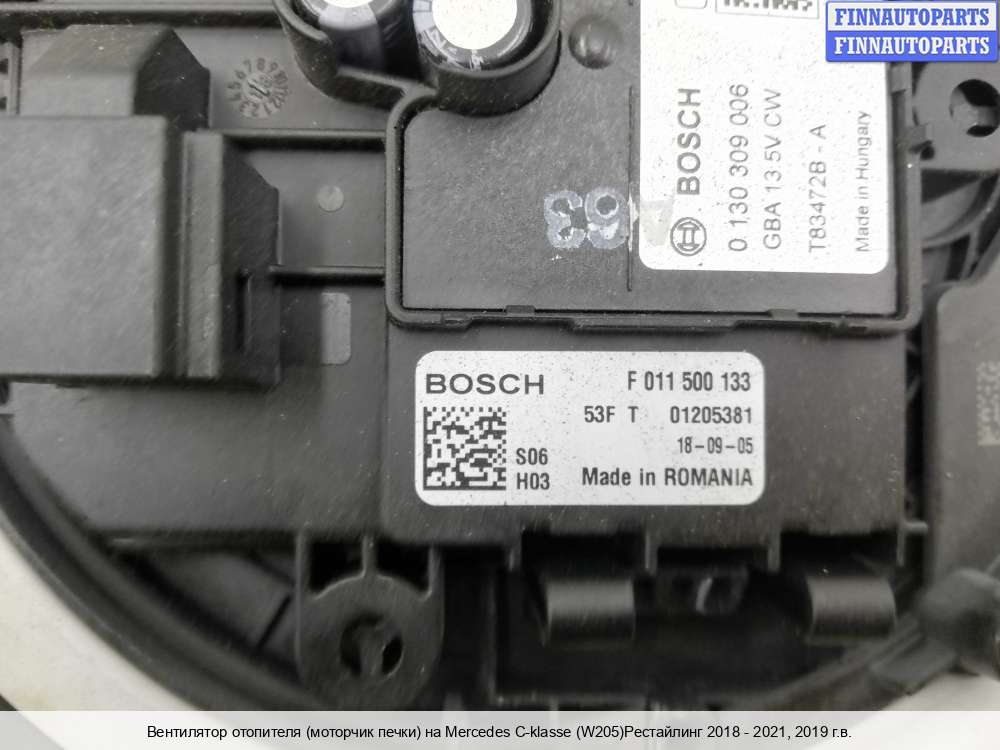 FINNAUTOPARTS
FINNAUTOPARTS
BOSCH
0 130 309 006
GBA 13.5V CW
T83472B - A
Made in Hungary
BOSCH
F 011 500 133
53F T 01205381
18-09-05
S06
H03
Made in ROMANIA
Вентилятор отопителя (моторчик печки) на Mercedes C-klasse (W205)Рестайлинг 2018 - 2021, 2019 г.в.